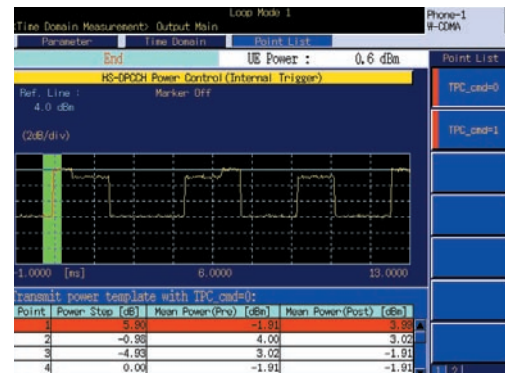 Loop Mode 1
Phone-1
<Time Domain Measurement> Output Main
W-CDMA
Parameter Time Domain Point List
End UE Power : 0.6 dBm
Point List
HS-DPCCH Power Control (Internal Trigger)
Ref. Line : Marker Off
4.0 dBm
(2dB/div)
TPC_cmd=0
TPC_cmd=1
-1.0000 [ms] 6.0000 13.0000
Transmit power template with TPC_cmd=0:
Point Power Step [dB] Mean Power(Pre) [dBm] Mean Power(Post) [dBm]
1 5.90 -1.91 3.99
2 -0.98 4.00 3.02
3 -4.93 3.02 -1.91
4 0.00 -1.91 -1.91
1 2